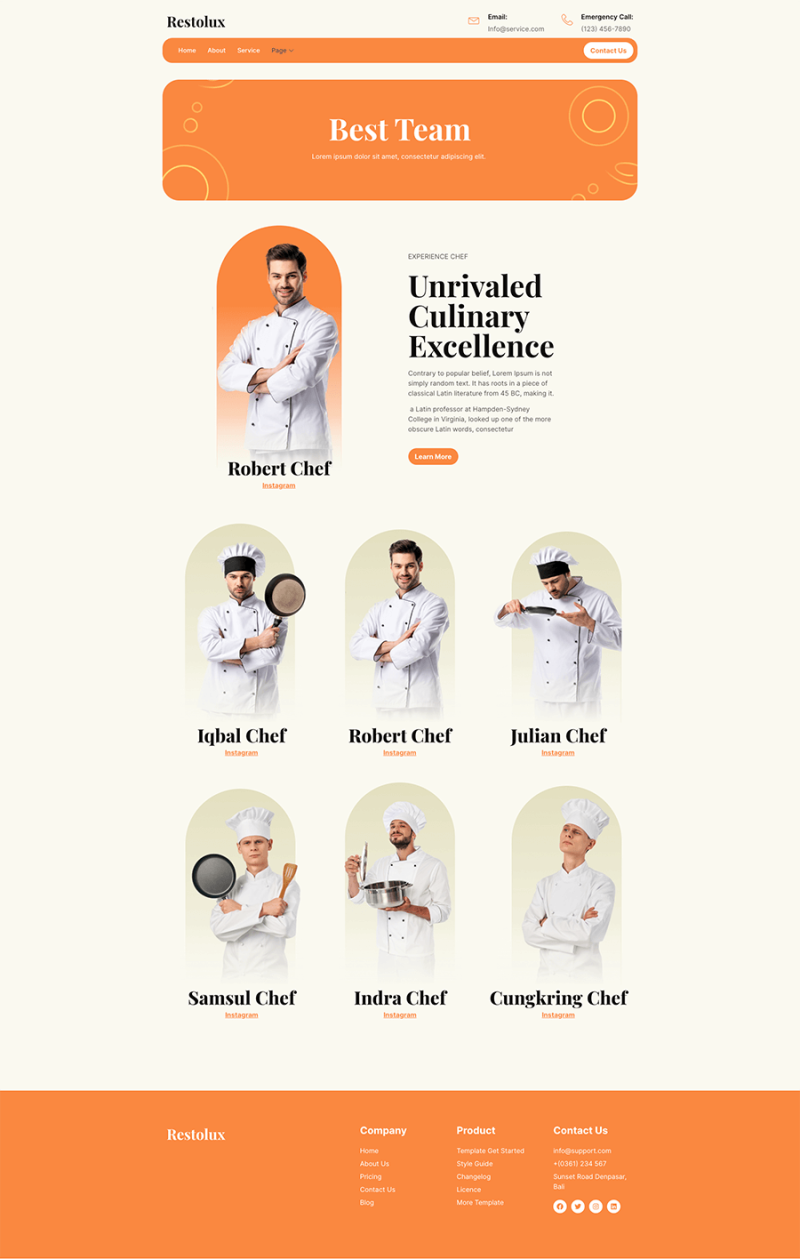 Restolux
Email:
Info@service.com
Emergency Call:
(123) 456-7890
Home
About
Service
Page
Contact Us
Best Team
Lorem ipsum dolor sit amet, consectetur adipiscing elit.
EXPERIENCE CHEF
Unrivaled
Culinary
Excellence
Contrary to popular belief, Lorem Ipsum is not
simply random text. It has roots in a piece of
classical Latin literature from 45 BC, making it.
a Latin professor at Hampden-Sydney
College in Virginia, looked up one of the more
obscure Latin words, consectetur
Learn More
Robert Chef
Instagram
Iqbal Chef
Instagram
Robert Chef
Instagram
Julian Chef
Instagram
Samsul Chef
Instagram
Indra Chef
Instagram
Cungkring Chef
Instagram
Restolux
Company
Home
About Us
Pricing
Contact Us
Blog
Product
Template Get Started
Style Guide
Changelog
Licence
More Template
Contact Us
info@support.com
+(0361) 234 567
Sunset Road Denpasar,
Bali